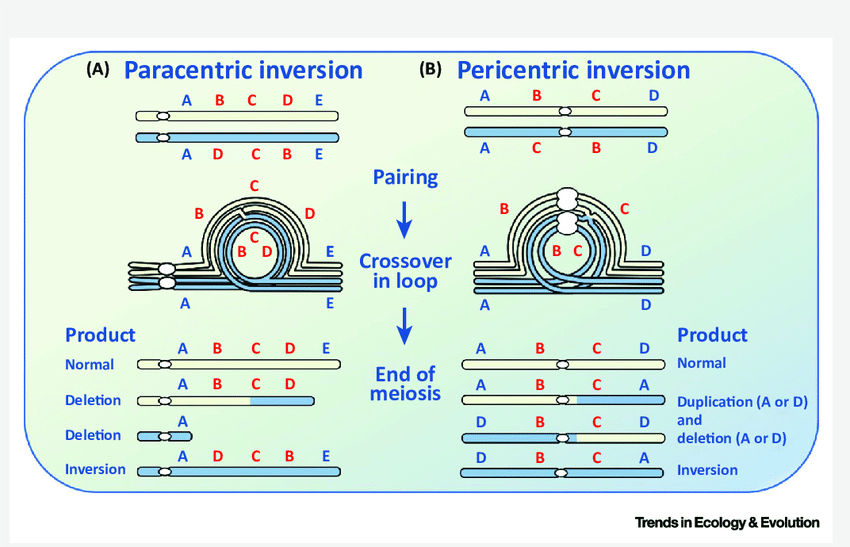 (A) Paracentric inversion
(B) Pericentric inversion
A B C D E
A B C D
A D C B E
A C B D
Pairing
C
B D
B C
C
A B D E
A B C D
Crossover
in loop
A E
A D
Product
Product
End of
meiosis
Normal
A B C D E
A B C D
Normal
Deletion
A B C D
A B C A
Duplication (A or D)
and
deletion (A or D)
Deletion
A
D B C D
Inversion
A D C B E
D B C A
Inversion
Trends in Ecology & Evolution